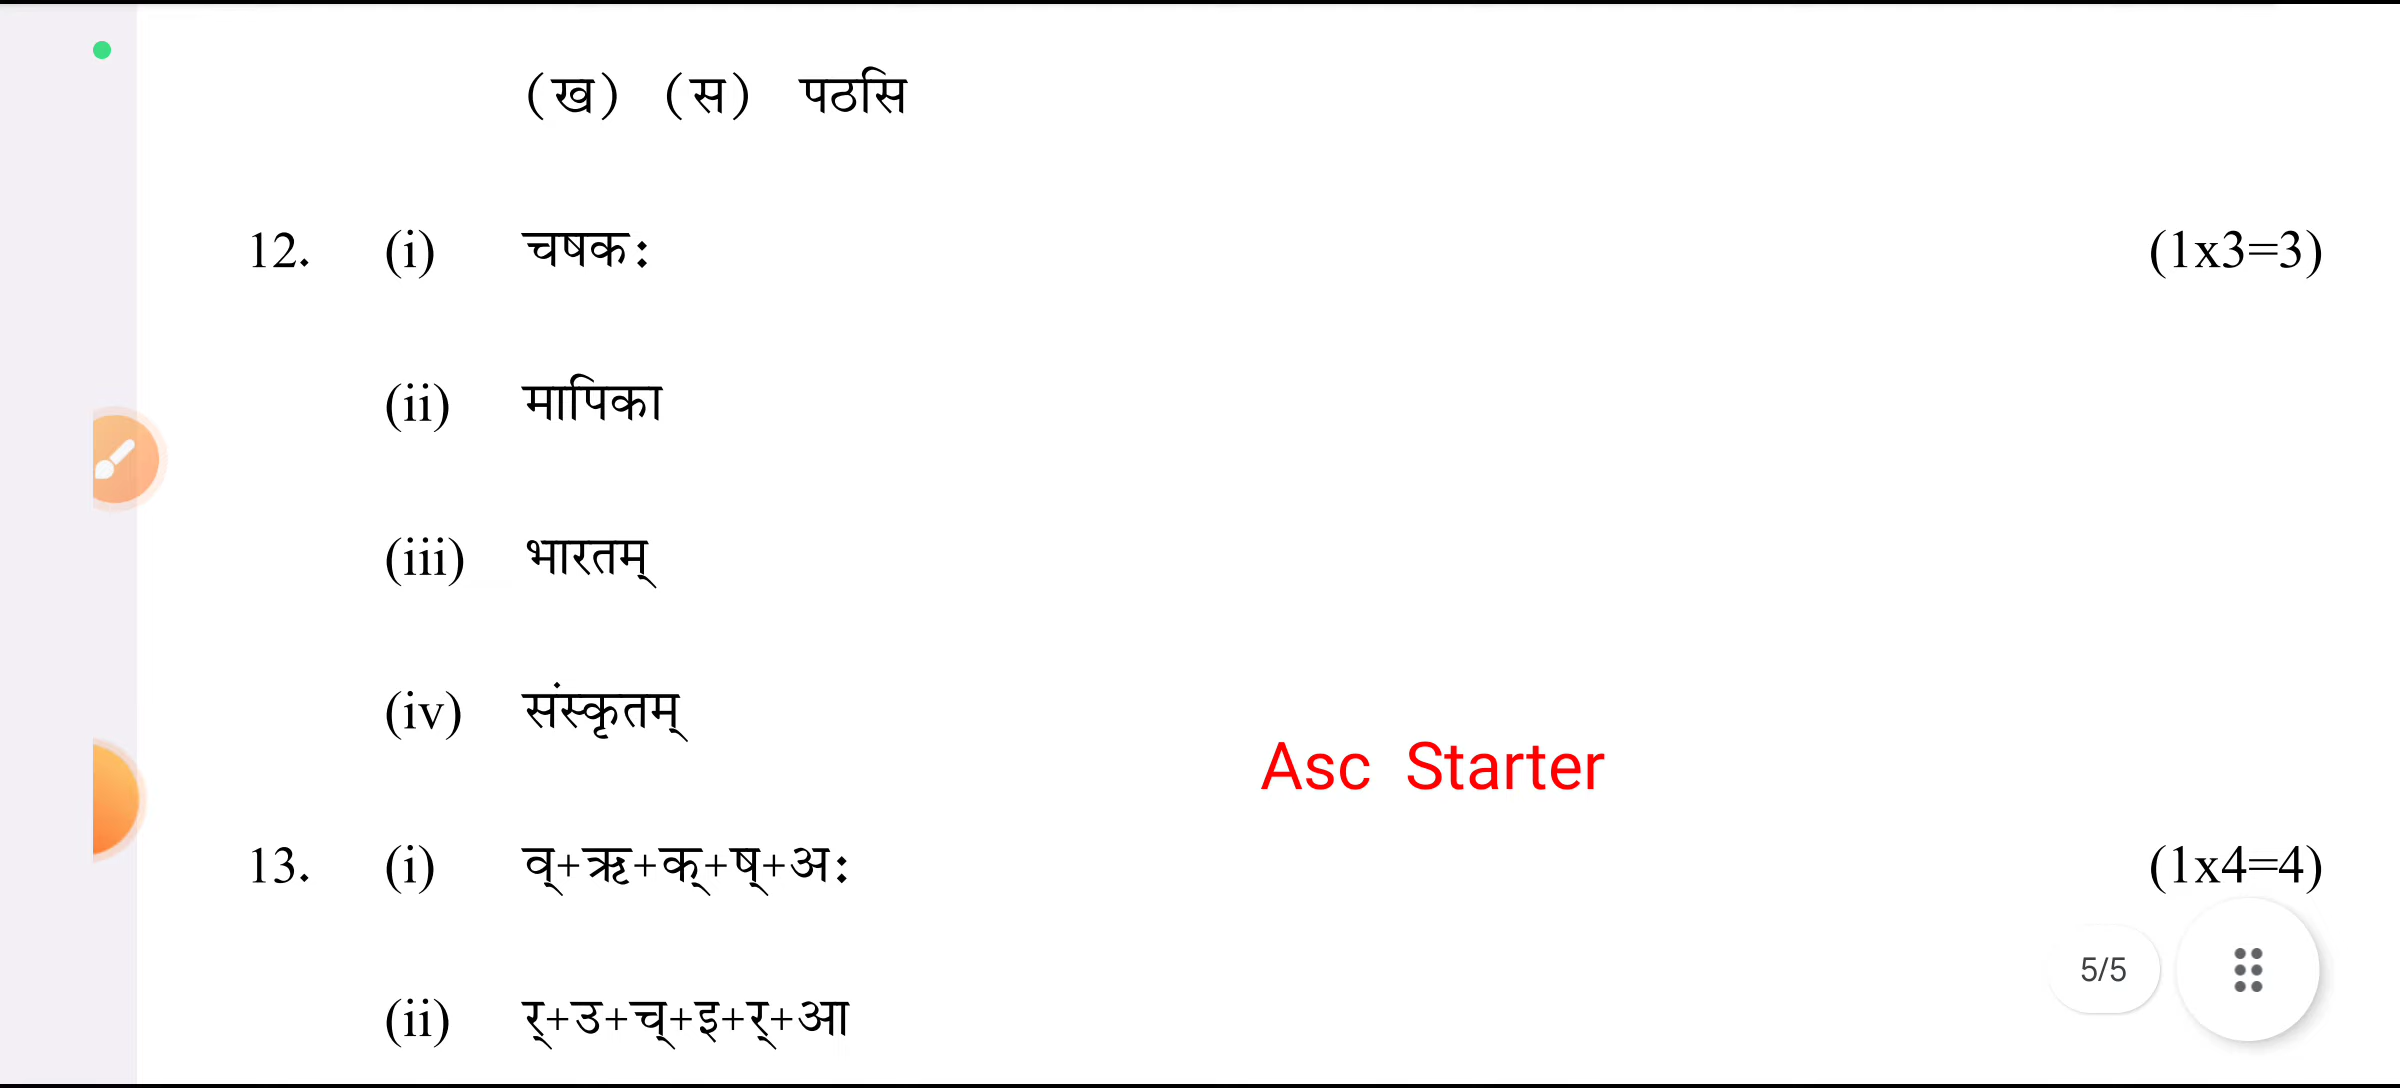 (ख) (स) पठसि
12. (i) चषकः (1x3=3)
(ii) मापिका
(iii) भारतम्
(iv) संस्कृतम्
Asc Starter
13. (i) व्+ऋ+क्+ष्+अः (1x4=4)
5/5
(ii) र्+उ+च्+इ+र्+आ